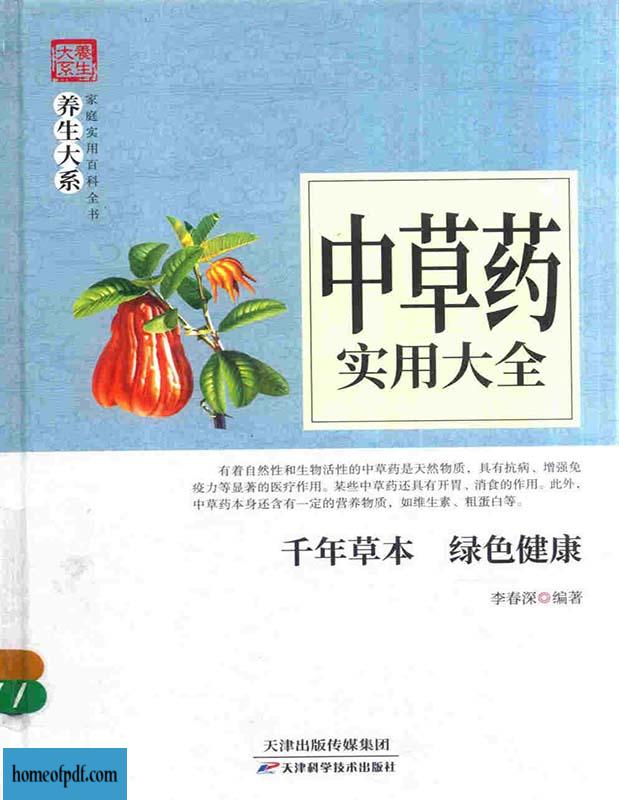 養生
大系
养生大系
家庭实用百科全书
中草药
实用大全
有着自然性和生物活性的中草药是天然物质，具有抗病、增强免
疫力等显著的医疗作用。某些中草药还具有开胃、消食的作用。此外，
中草药本身还含有一定的营养物质，如维生素、粗蛋白等。
千年草本 绿色健康
李春深◎编著
天津出版传媒集团
天津科学技术出版社
homeofpdf.com